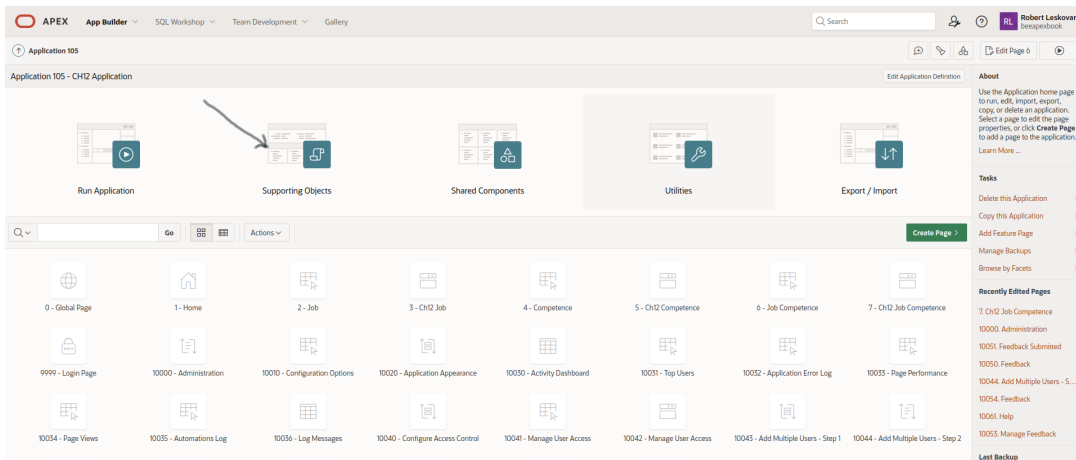 APEX App Builder SQL Workshop Team Development Gallery Search RL Robert Leskovar
beeapexbook
Application 105 Edit Page 6
Application 105 - CH12 Application Edit Application Definition
Run Application Supporting Objects Shared Components Utilities Export / Import
Go Actions Create Page
0 - Global Page 1 - Home 2 - Job 3 - Ch12 Job 4 - Competence 5 - Ch12 Competence 6 - Job Competence 7 - Ch12 Job Competence
9999 - Login Page 10000 - Administration 10010 - Configuration Options 10020 - Application Appearance 10030 - Activity Dashboard 10031 - Top Users 10032 - Application Error Log 10033 - Page Performance
10034 - Page Views 10035 - Automations Log 10036 - Log Messages 10040 - Configure Access Control 10041 - Manage User Access 10042 - Manage User Access 10043 - Add Multiple Users - Step 1 10044 - Add Multiple Users - Step 2
About
Use the Application home page
to run, edit, import, export,
copy, or delete an application.
Select a page to edit the page
properties, or click Create Page
to add a page to the application.
Learn More ...
Tasks
Delete this Application
Copy this Application
Add Feature Page
Manage Backups
Browse by Facets
Recently Edited Pages
7. Ch12 Job Competence
10000. Administration
10051. Feedback Submitted
10050. Feedback
10044. Add Multiple Users - S...
10054. Feedback
10061. Help
10053. Manage Feedback
Last Backup